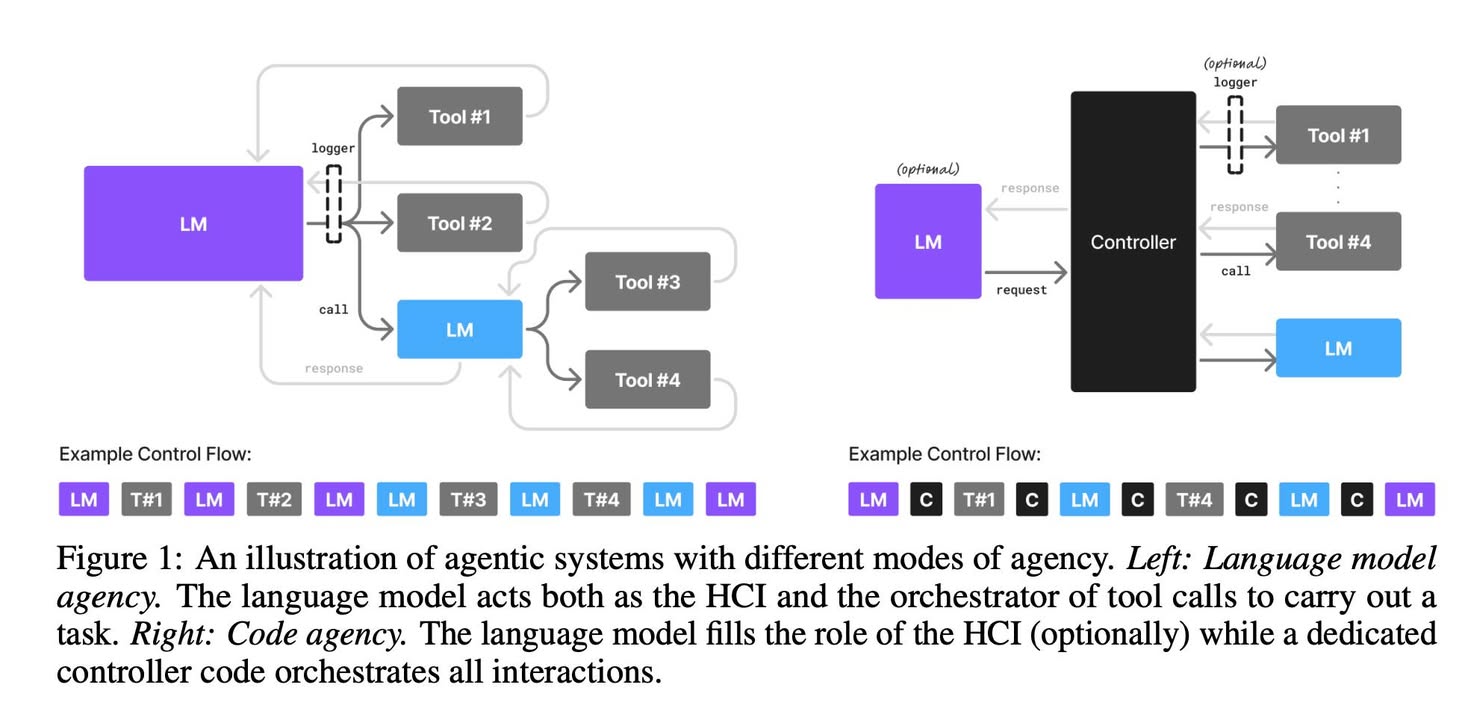 logger
Tool #1
LM
Tool #2
call
LM
Tool #3
Tool #4
response
Example Control Flow:
LM T#1 LM T#2 LM LM T#3 LM T#4 LM LM
(optional)
logger
Tool #1
(optional)
response
LM
request
Controller
response
Tool #4
call
LM
Example Control Flow:
LM C T#1 C LM C T#4 C LM C LM
Figure 1: An illustration of agentic systems with different modes of agency. Left: Language model
agency. The language model acts both as the HCI and the orchestrator of tool calls to carry out a
task. Right: Code agency. The language model fills the role of the HCI (optionally) while a dedicated
controller code orchestrates all interactions.